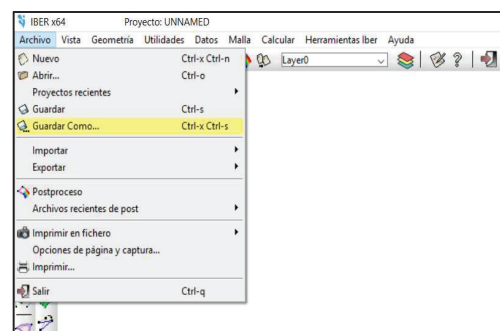 IBER x64 Proyecto: UNNAMED
Archivo Vista Geometría Utilidades Datos Malla Calcular Herramientas Iber Ayuda
Layer0
Nuevo Ctrl-x Ctrl-n
Abrir... Ctrl-o
Proyectos recientes
Guardar Ctrl-s
Guardar Como... Ctrl-x Ctrl-s
Importar
Exportar
Postproceso
Archivos recientes de post
Imprimir en fichero
Opciones de página y captura...
Imprimir...
Salir Ctrl-q